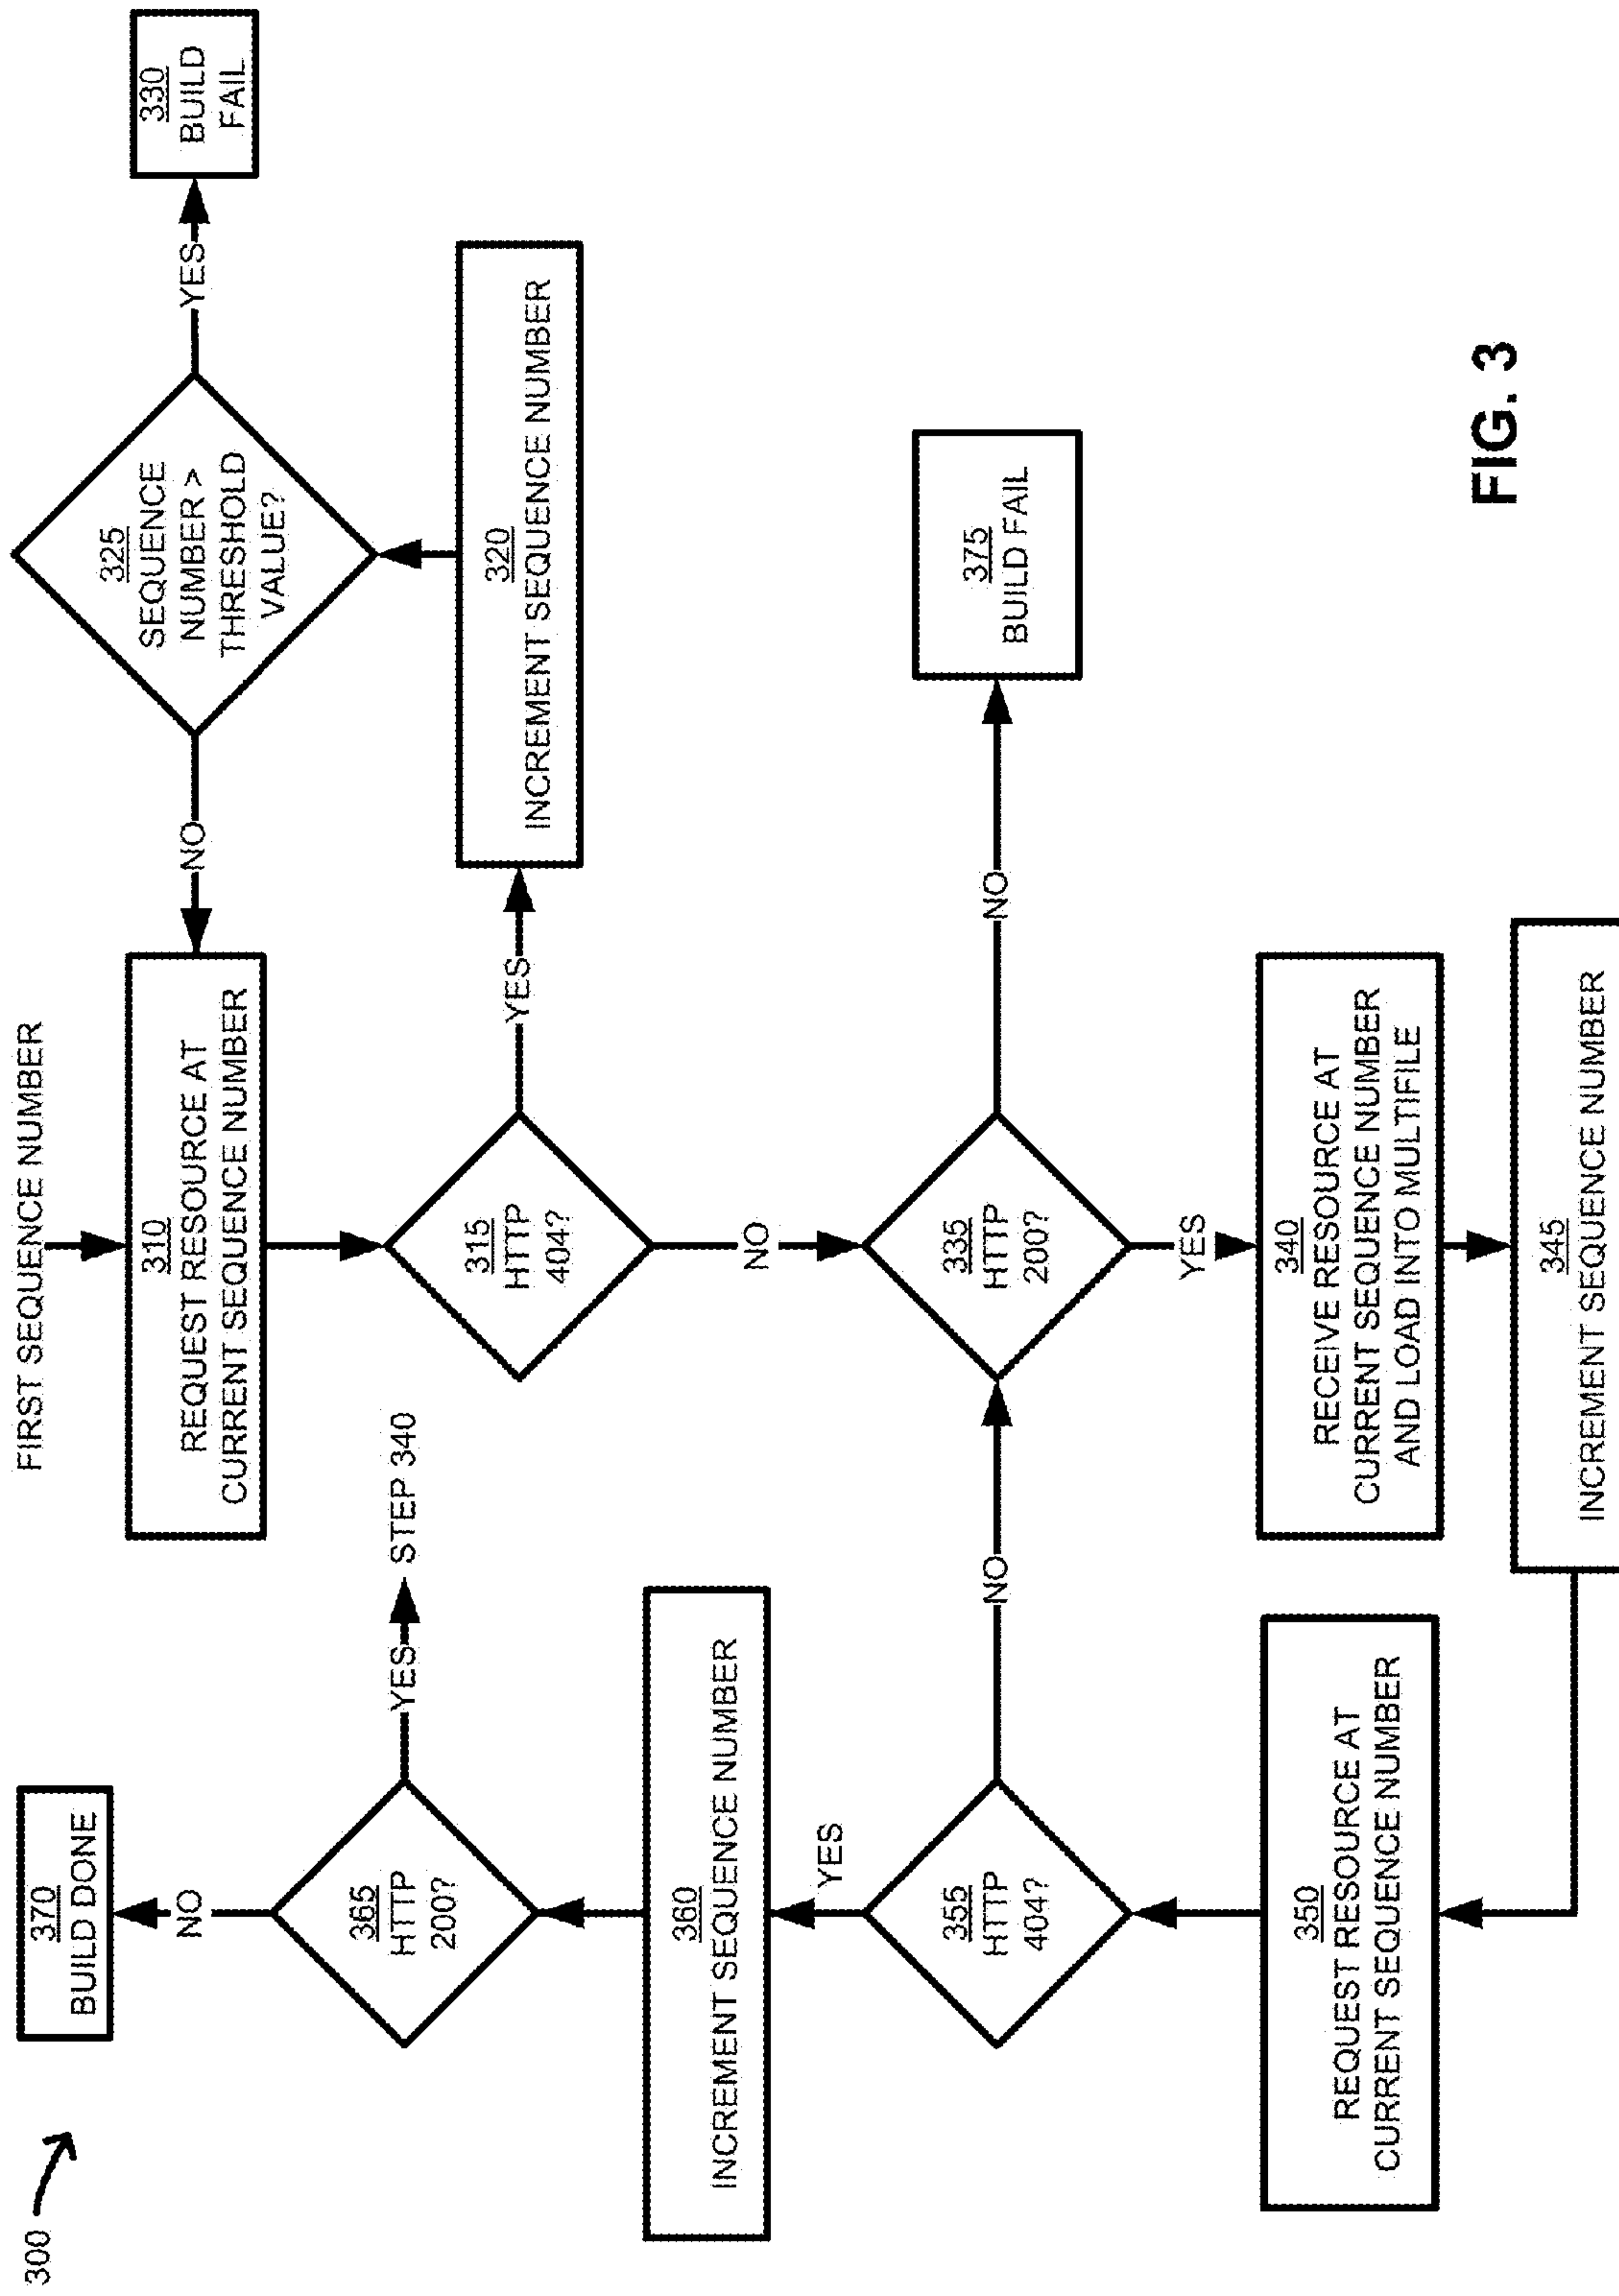 300
FIRST SEQUENCE NUMBER
310
REQUEST RESOURCE AT
CURRENT SEQUENCE NUMBER
315
HTTP
404?
YES
NO
320
INCREMENT SEQUENCE NUMBER
325
SEQUENCE
NUMBER >
THRESHOLD
VALUE?
NO
YES
330
BUILD
FAIL
335
HTTP
200?
NO
YES
375
BUILD FAIL
340
RECEIVE RESOURCE AT
CURRENT SEQUENCE NUMBER
AND LOAD INTO MULTIFILE
345
INCREMENT SEQUENCE NUMBER
350
REQUEST RESOURCE AT
CURRENT SEQUENCE NUMBER
355
HTTP
404?
NO
YES
360
INCREMENT SEQUENCE NUMBER
365
HTTP
200?
YES
STEP 340
NO
370
BUILD DONE
FIG. 3